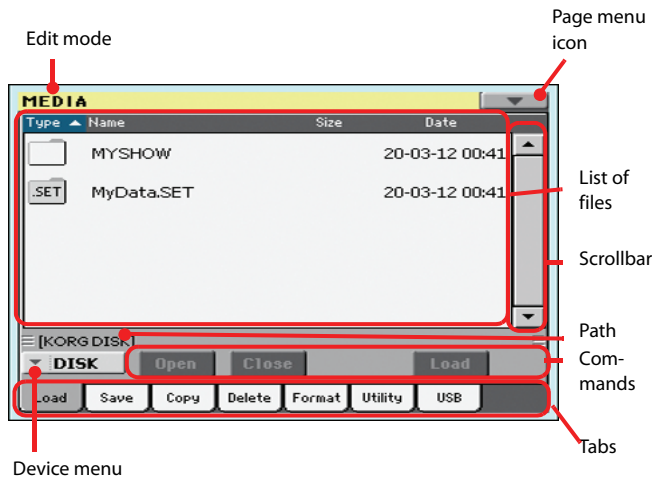 Edit mode
Page menu
icon
MEDIA
Type Name Size Date
MYSHOW 20-03-12 00:41
.SET MyData.SET 20-03-12 00:41
List of
files
Scrollbar
[KORG DISK]
Path
DISK Open Close Load
Com-
mands
Load Save Copy Delete Format Utility USB
Tabs
Device menu